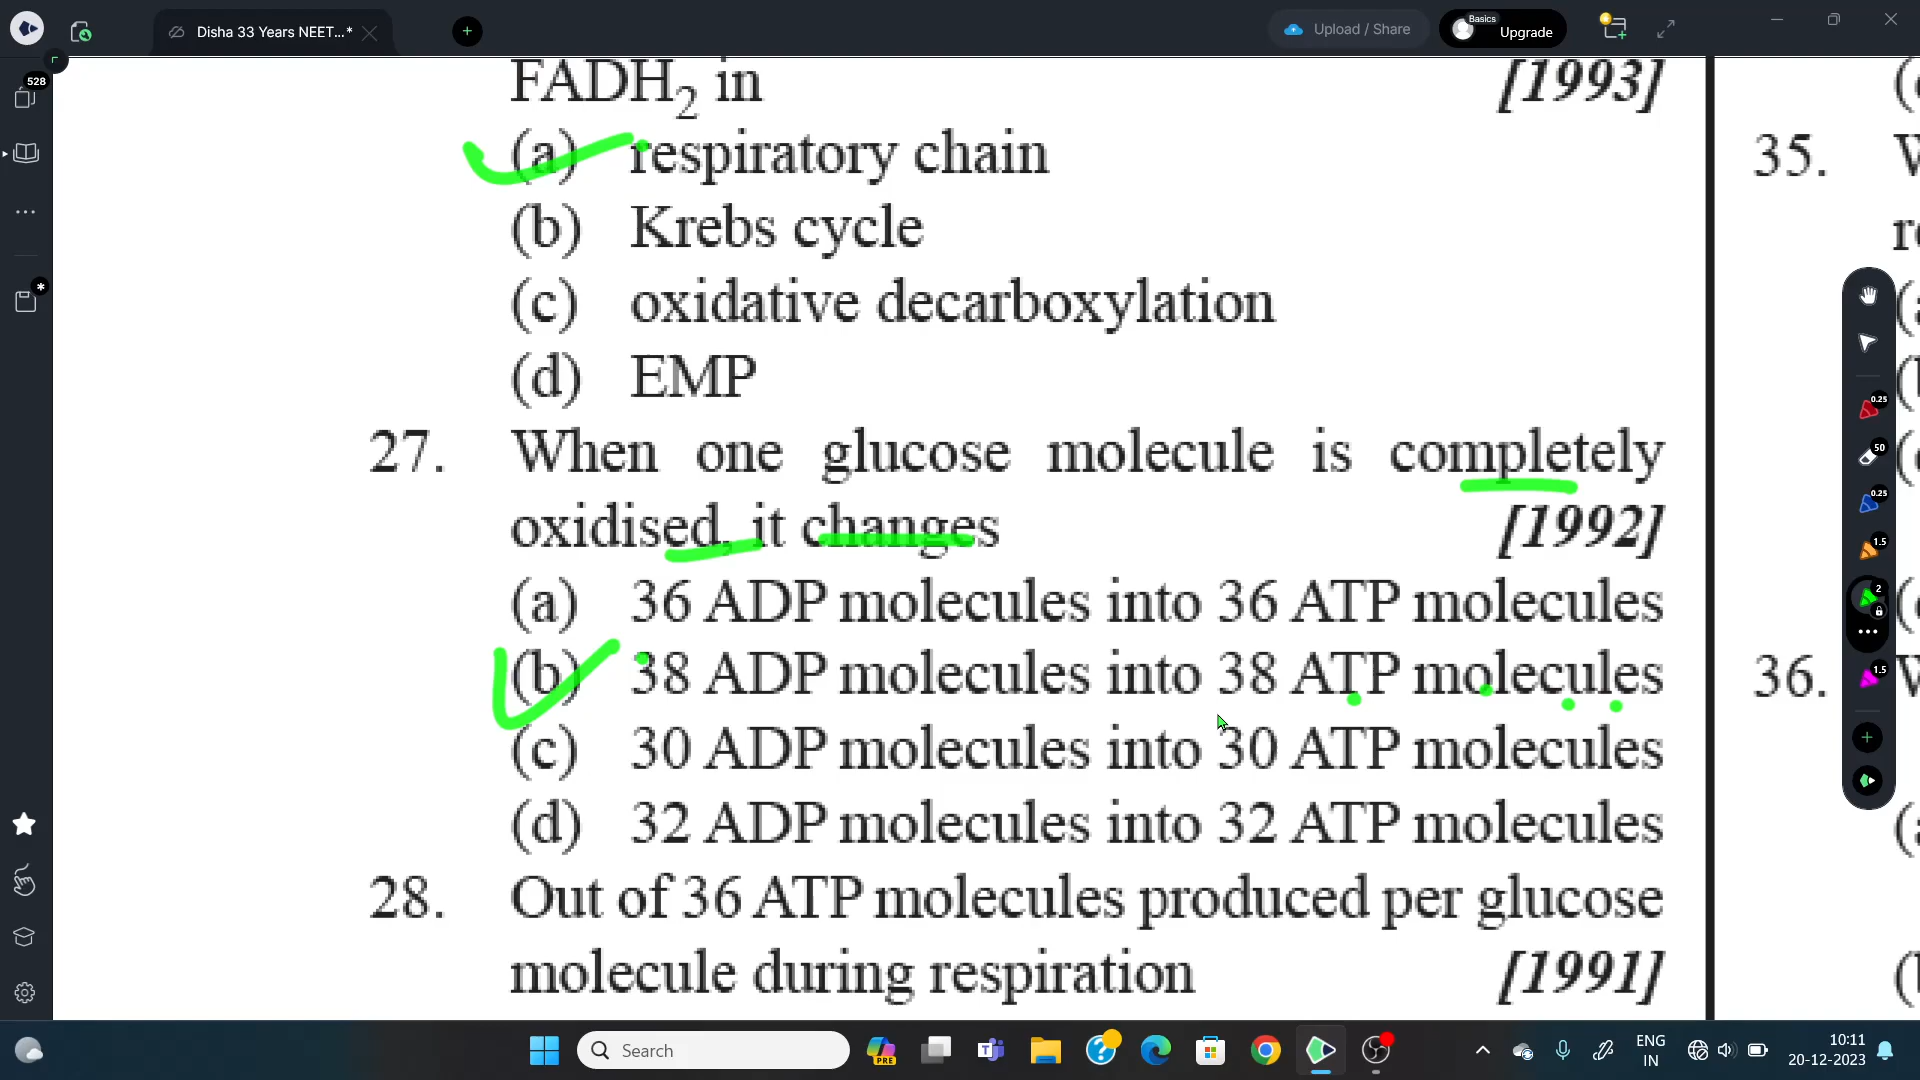 Disha 33 Years NEET...*
Upload / Share
Basics
Upgrade
528
FADH₂ in [1993]
(a) respiratory chain
(b) Krebs cycle
(c) oxidative decarboxylation
(d) EMP
27. When one glucose molecule is completely
oxidised, it changes [1992]
(a) 36 ADP molecules into 36 ATP molecules
(b) 38 ADP molecules into 38 ATP molecules
(c) 30 ADP molecules into 30 ATP molecules
(d) 32 ADP molecules into 32 ATP molecules
28. Out of 36 ATP molecules produced per glucose
molecule during respiration [1991]
35.
36.
0.25
50
0.25
1.5
2
1.5
Search
PRE
ENG
IN
10:11
20-12-2023